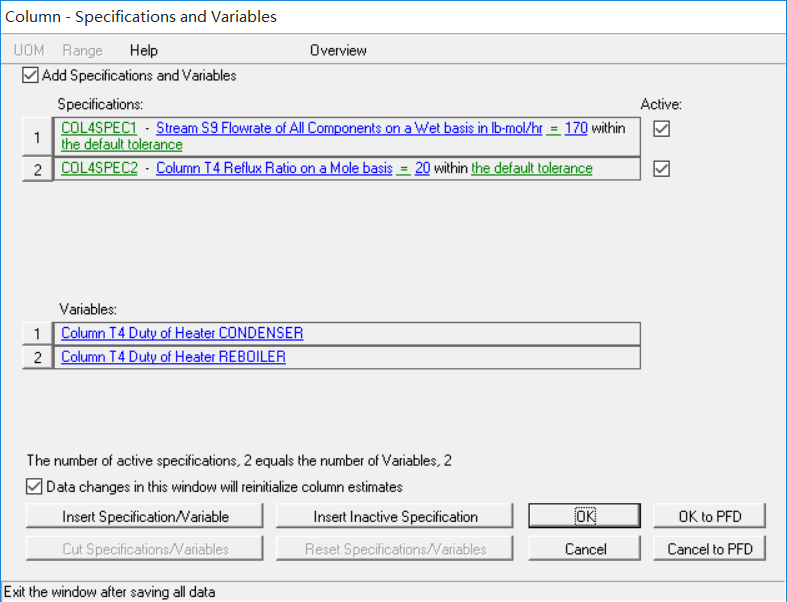 Column - Specifications and Variables
UOM Range Help Overview
Add Specifications and Variables
Specifications: Active:
1 COL4SPEC1 - Stream S9 Flowrate of All Components on a Wet basis in lb-mol/hr = 170 within
the default tolerance
2 COL4SPEC2 - Column T4 Reflux Ratio on a Mole basis = 20 within the default tolerance
Variables:
1 Column T4 Duty of Heater CONDENSER
2 Column T4 Duty of Heater REBOILER
The number of active specifications, 2 equals the number of Variables, 2
Data changes in this window will reinitialize column estimates
Insert Specification/Variable Insert Inactive Specification OK OK to PFD
Cut Specifications/Variables Reset Specifications/Variables Cancel Cancel to PFD
Exit the window after saving all data